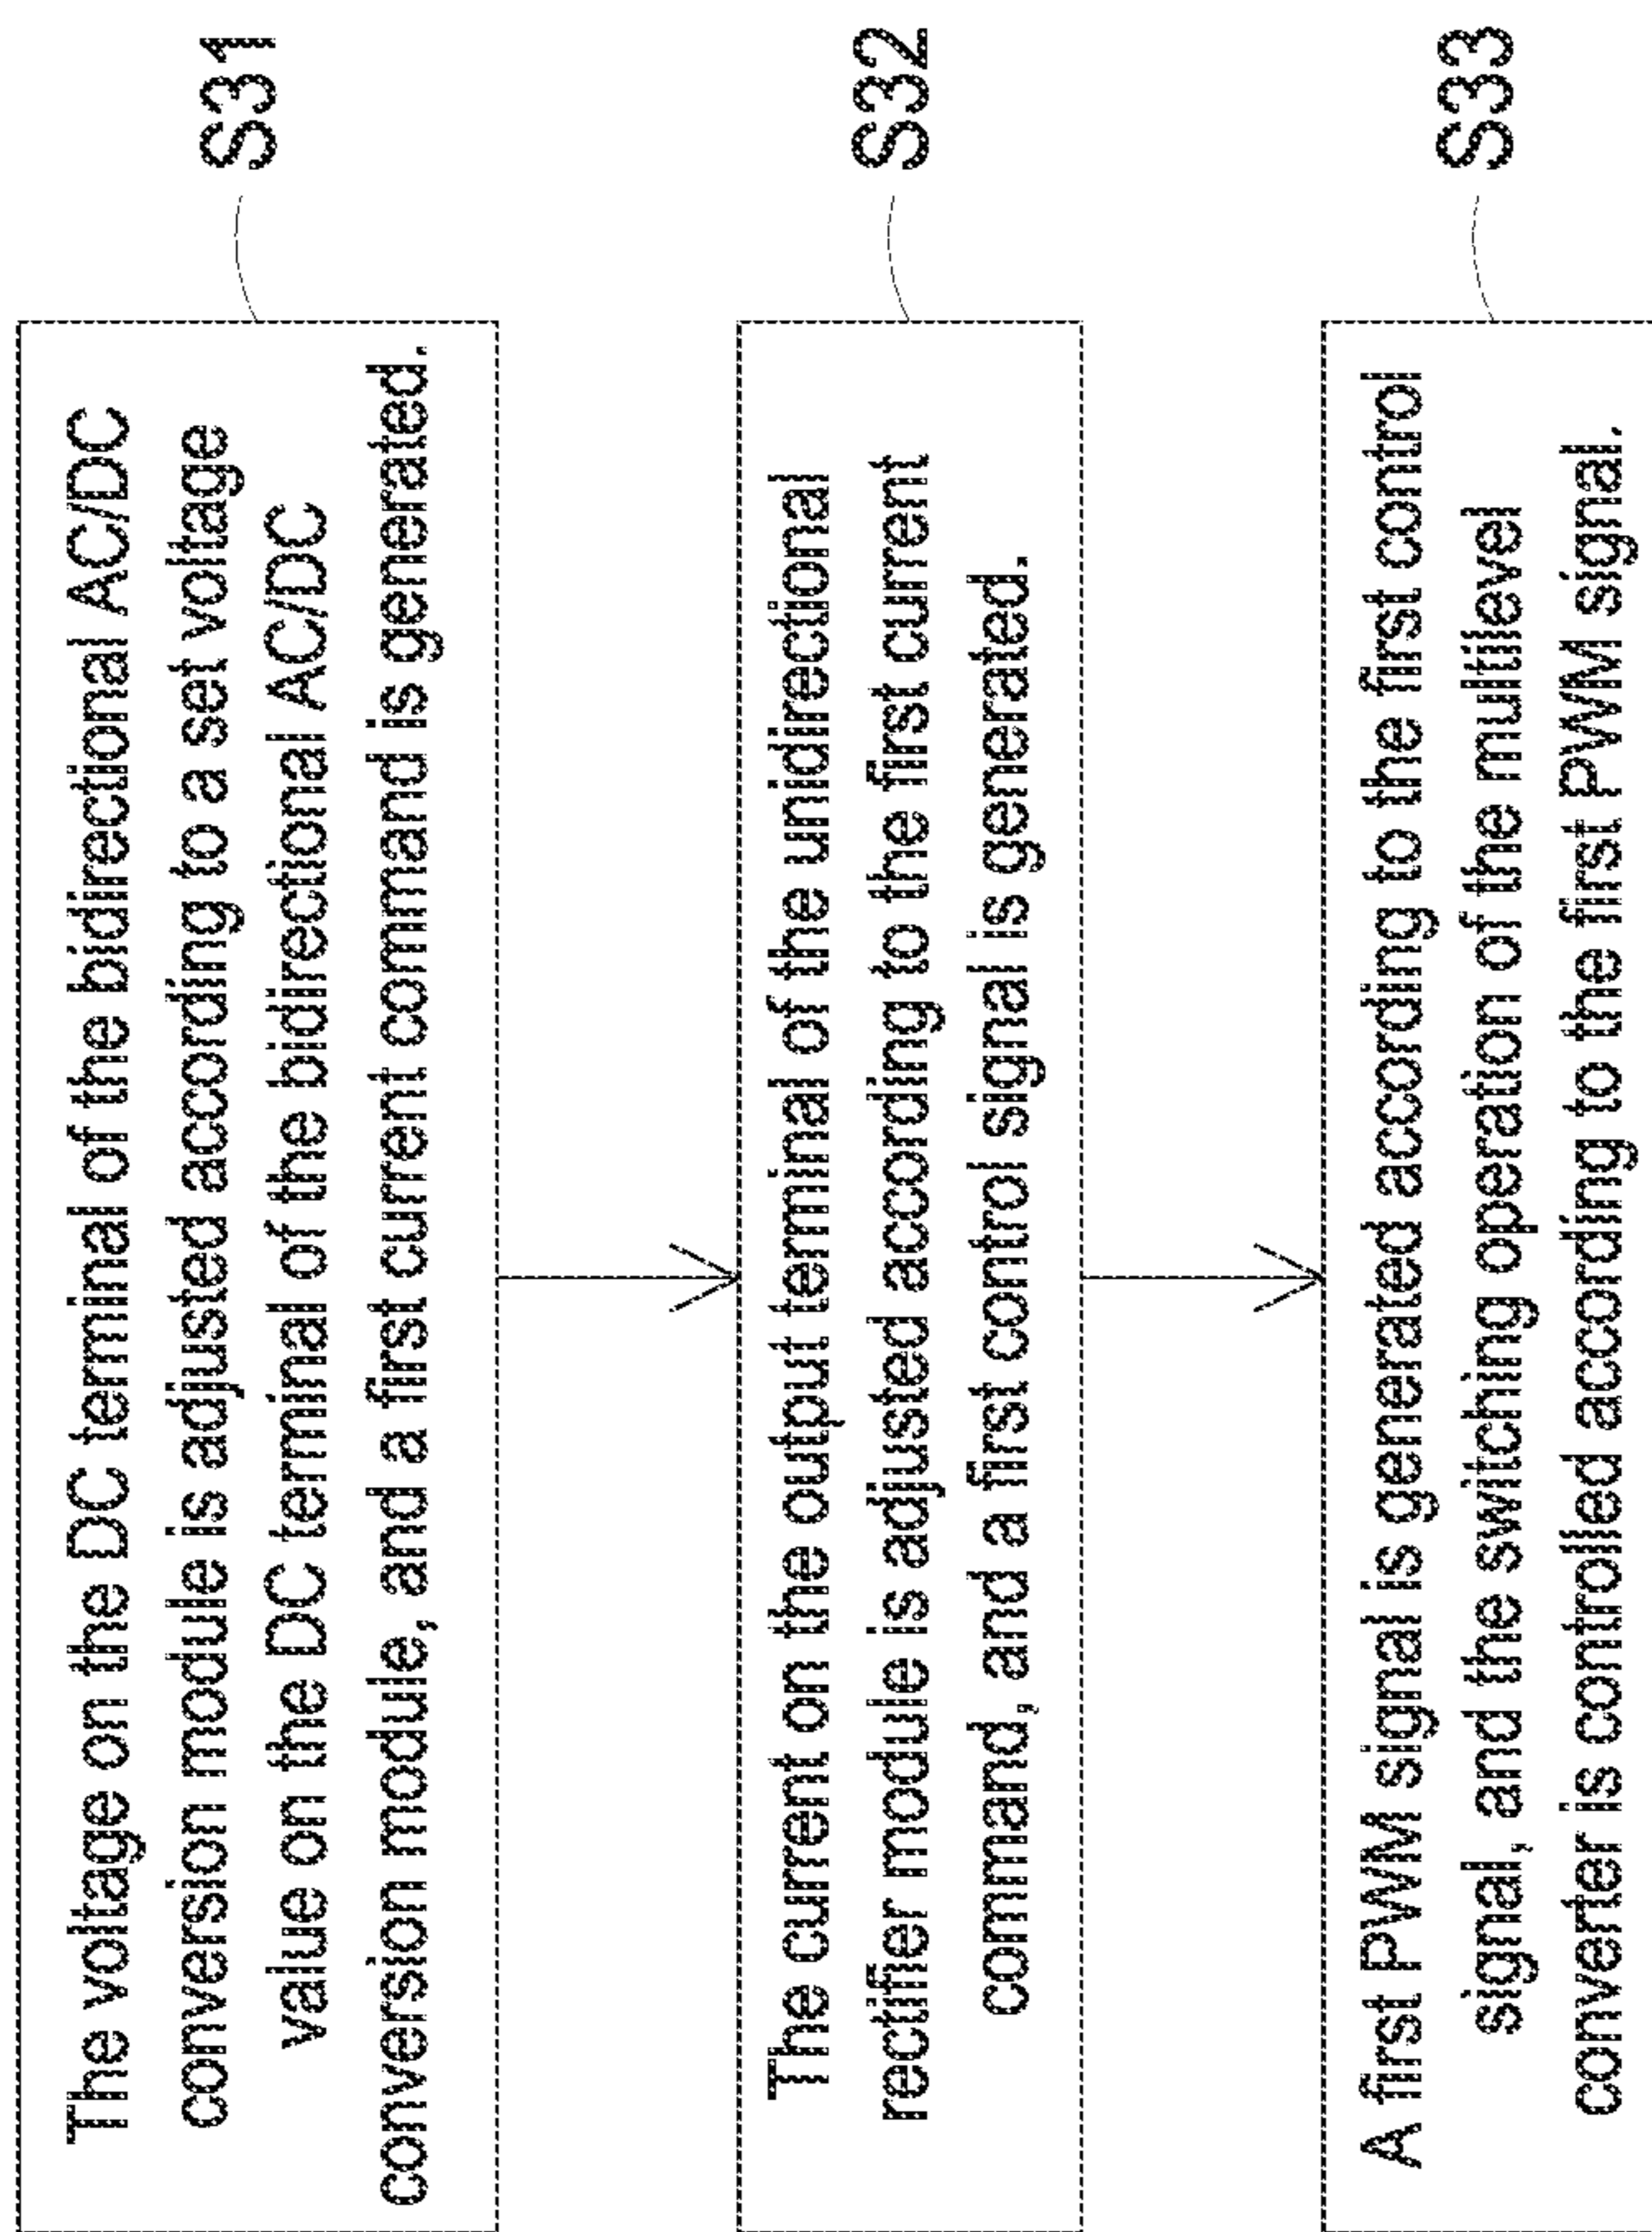 The voltage on the DC terminal of the bidirectional AC/DC
conversion module is adjusted according to a set voltage
value on the DC terminal of the bidirectional AC/DC
conversion module, and a first current command is generated.
S31
The current on the output terminal of the unidirectional
rectifier module is adjusted according to the first current
command, and a first control signal is generated.
S32
A first PWM signal is generated according to the first control
signal, and the switching operation of the multilevel
converter is controlled according to the first PWM signal.
S33